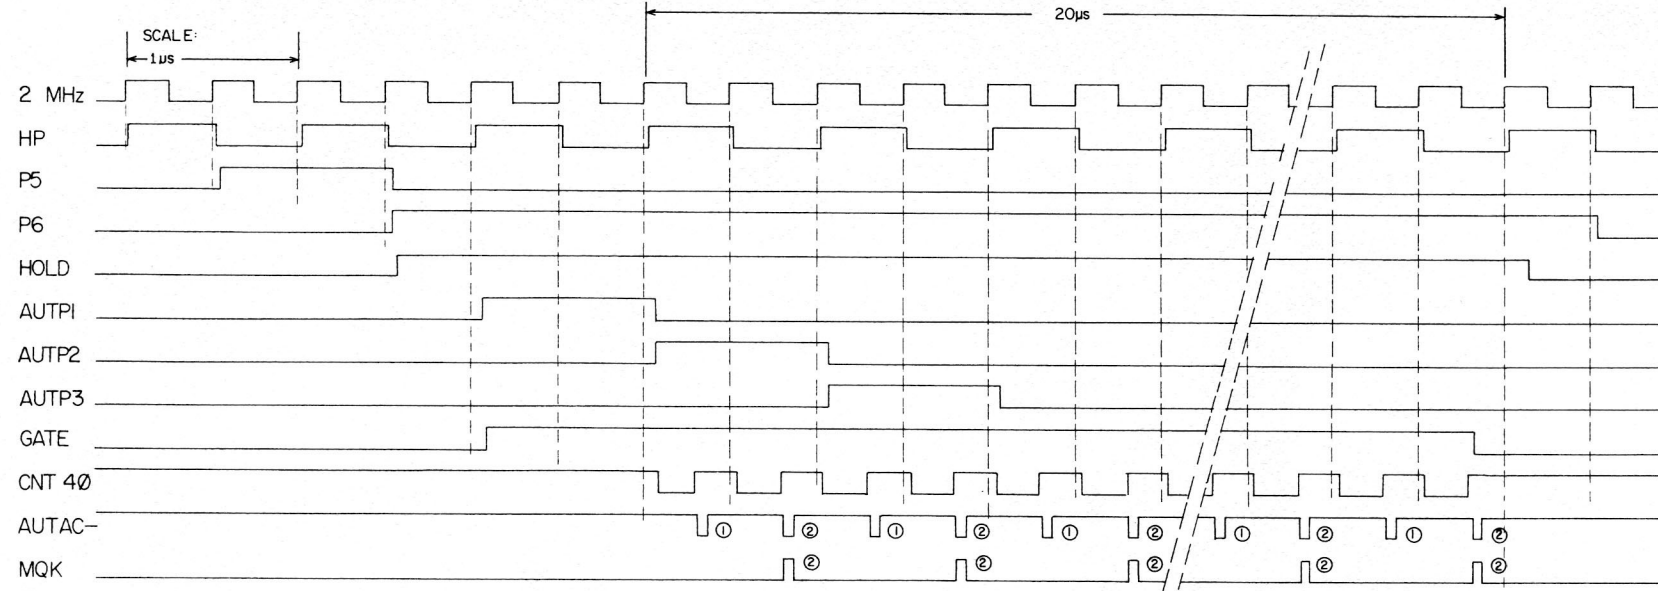 20µs
SCALE:
1µs
2 MHz
HP
P5
P6
HOLD
AUTP1
AUTP2
AUTP3
GATE
CNT 4Ø
AUTAC- ① ② ① ② ① ② ① ② ① ②
MQK ② ② ② ② ②